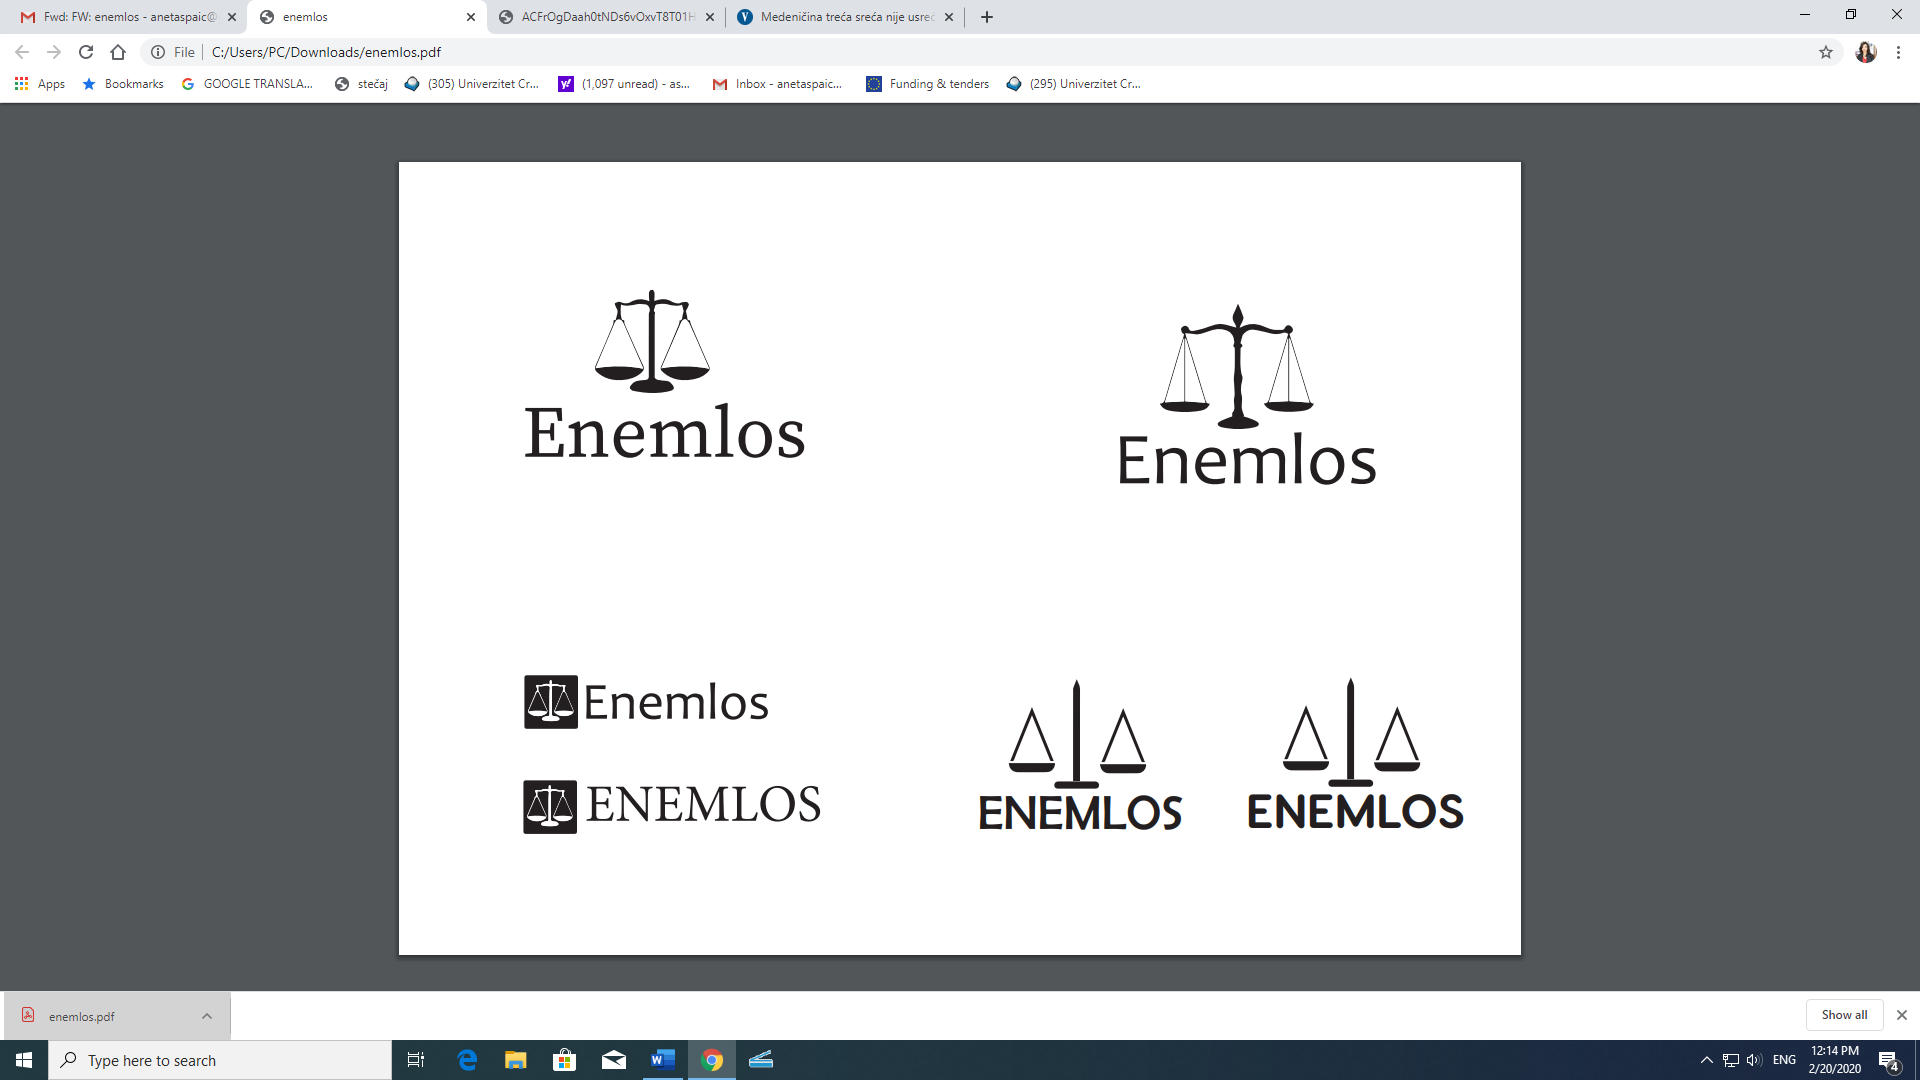 Fwd: FW: enemlos - anetaspaic@
enemlos
ACFrOgDaah0tNDs6vOxvT8T01H
Medeničina treća sreća nije usreć
File
C:/Users/PC/Downloads/enemlos.pdf
Apps
Bookmarks
GOOGLE TRANSLA...
stečaj
(305) Univerzitet Cr...
(1,097 unread) - as...
Inbox - anetaspaic...
Funding & tenders
(295) Univerzitet Cr...
Enemlos
Enemlos
Enemlos
ENEMLOS
ENEMLOS
ENEMLOS
enemlos.pdf
Show all
Type here to search
ENG
12:14 PM
2/20/2020
4